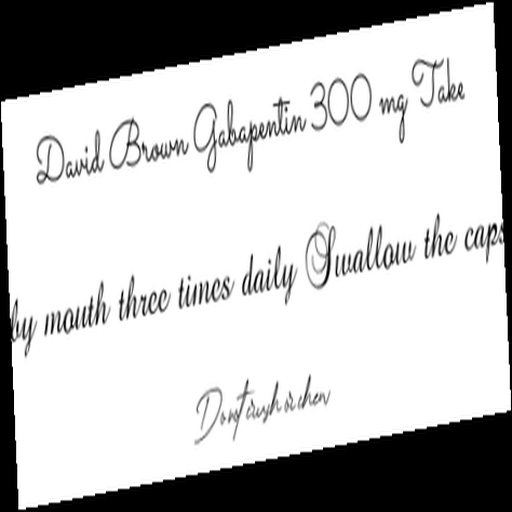 David Brown Gabapentin 300 mg Take
by mouth three times daily Swallow the caps
Don't crush or chew